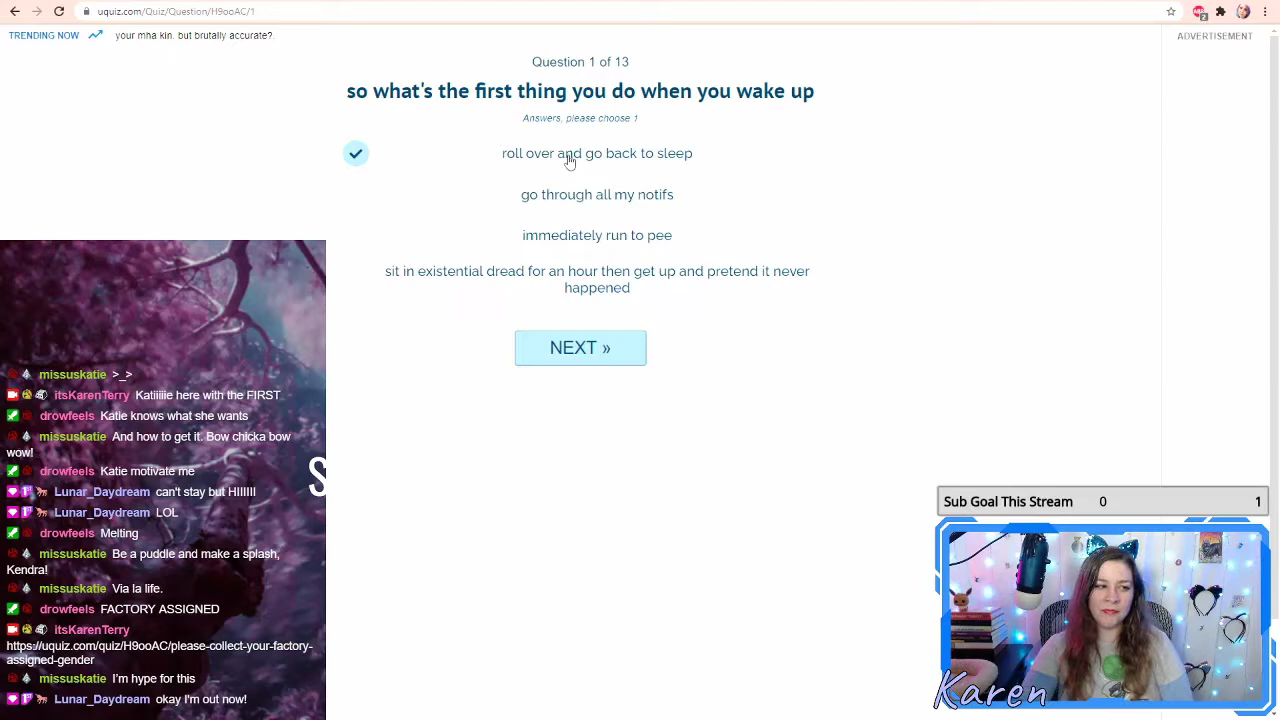 uquiz.com/Quiz/Question/H9ooAC/1
TRENDING NOW
your mha kin. but brutally accurate?.
ADVERTISEMENT
Question 1 of 13
so what's the first thing you do when you wake up
Answers, please choose 1
roll over and go back to sleep
go through all my notifs
immediately run to pee
sit in existential dread for an hour then get up and pretend it never
happened
NEXT »
missuskatie >_>
itsKarenTerry Katiiiiie here with the FIRST
drowfeels Katie knows what she wants
missuskatie And how to get it. Bow chicka bow
wow!
drowfeels Katie motivate me
Lunar_Daydream can't stay but HIIIIII
Lunar_Daydream LOL
drowfeels Melting
missuskatie Be a puddle and make a splash,
Kendra!
missuskatie Via la life.
drowfeels FACTORY ASSIGNED
itsKarenTerry
https://uquiz.com/quiz/H9ooAC/please-collect-your-factory-
assigned-gender
missuskatie I'm hype for this
Lunar_Daydream okay I'm out now!
S
Sub Goal This Stream 0 1
Karen